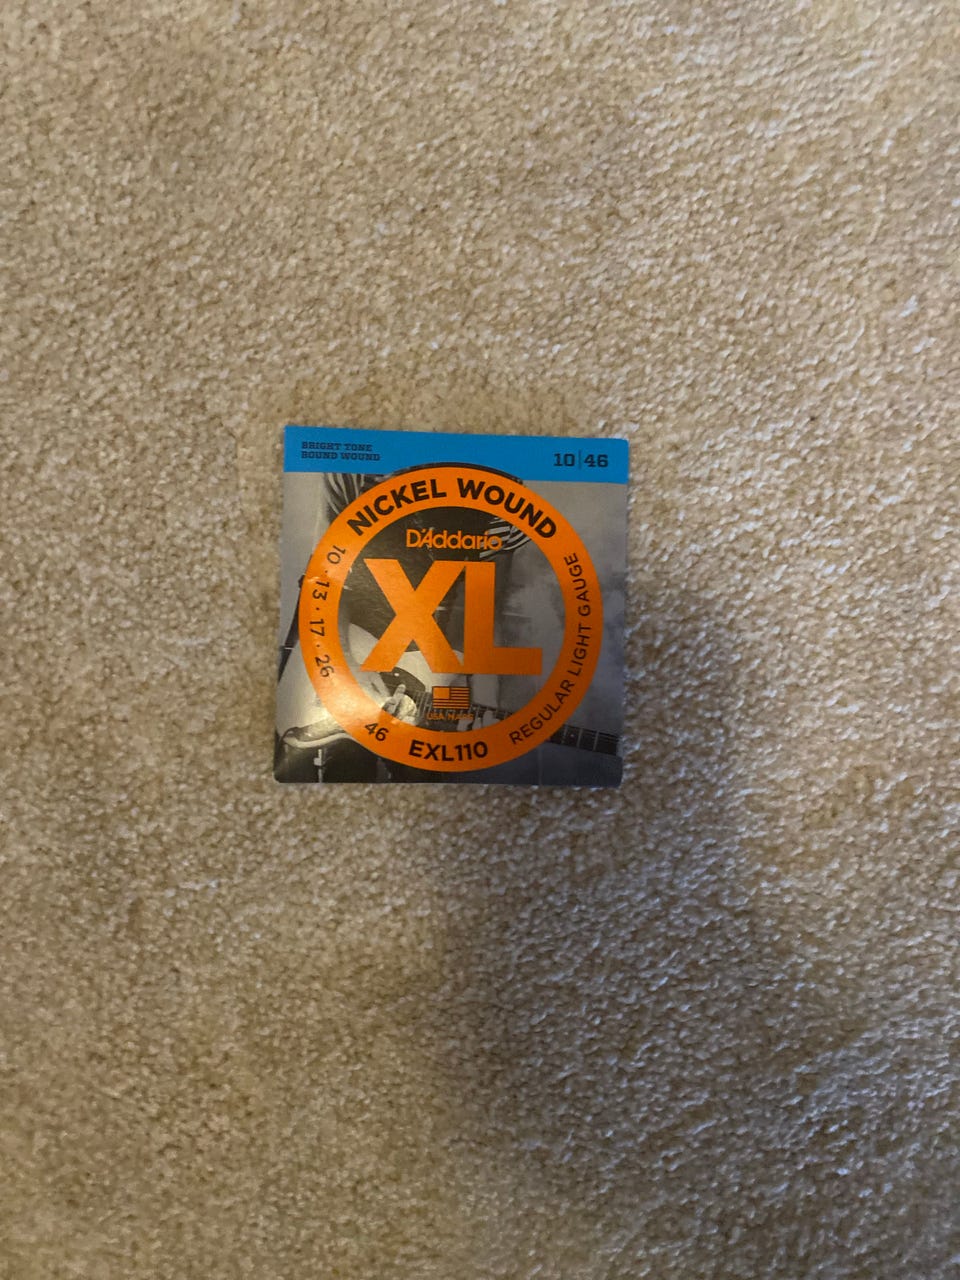 BRIGHT TONE
ROUND WOUND
10|46
NICKEL WOUND
D'Addario
XL
USA MADE
10 · 13 · 17 · 26
46
EXL110
REGULAR LIGHT GAUGE